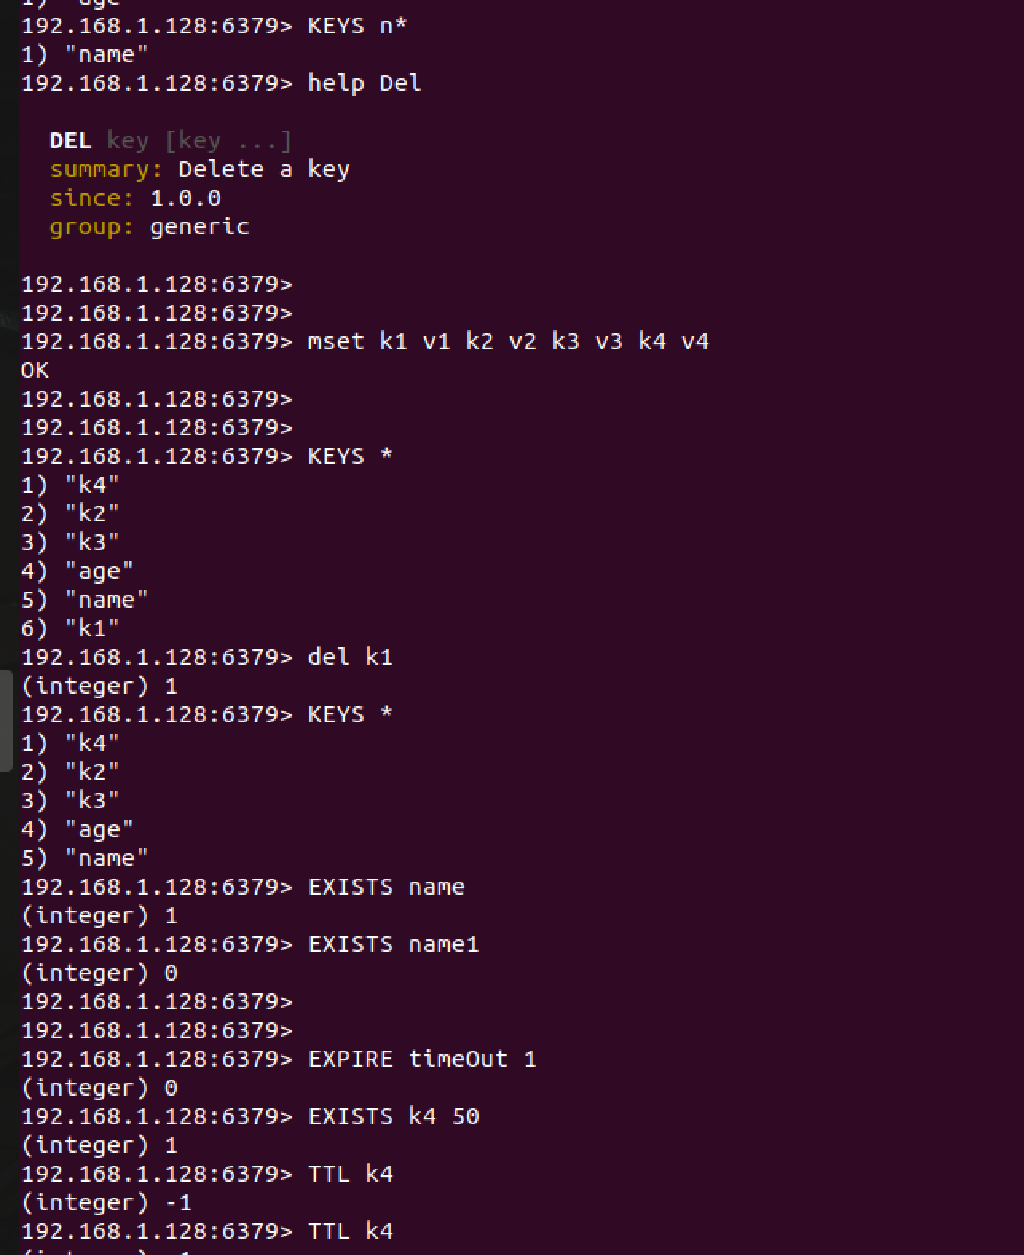 1) "age"
192.168.1.128:6379> KEYS n*
1) "name"
192.168.1.128:6379> help Del
DEL key [key ...]
summary: Delete a key
since: 1.0.0
group: generic
192.168.1.128:6379>
192.168.1.128:6379>
192.168.1.128:6379> mset k1 v1 k2 v2 k3 v3 k4 v4
OK
192.168.1.128:6379>
192.168.1.128:6379>
192.168.1.128:6379> KEYS *
1) "k4"
2) "k2"
3) "k3"
4) "age"
5) "name"
6) "k1"
192.168.1.128:6379> del k1
(integer) 1
192.168.1.128:6379> KEYS *
1) "k4"
2) "k2"
3) "k3"
4) "age"
5) "name"
192.168.1.128:6379> EXISTS name
(integer) 1
192.168.1.128:6379> EXISTS name1
(integer) 0
192.168.1.128:6379>
192.168.1.128:6379>
192.168.1.128:6379> EXPIRE timeOut 1
(integer) 0
192.168.1.128:6379> EXISTS k4 50
(integer) 1
192.168.1.128:6379> TTL k4
(integer) -1
192.168.1.128:6379> TTL k4